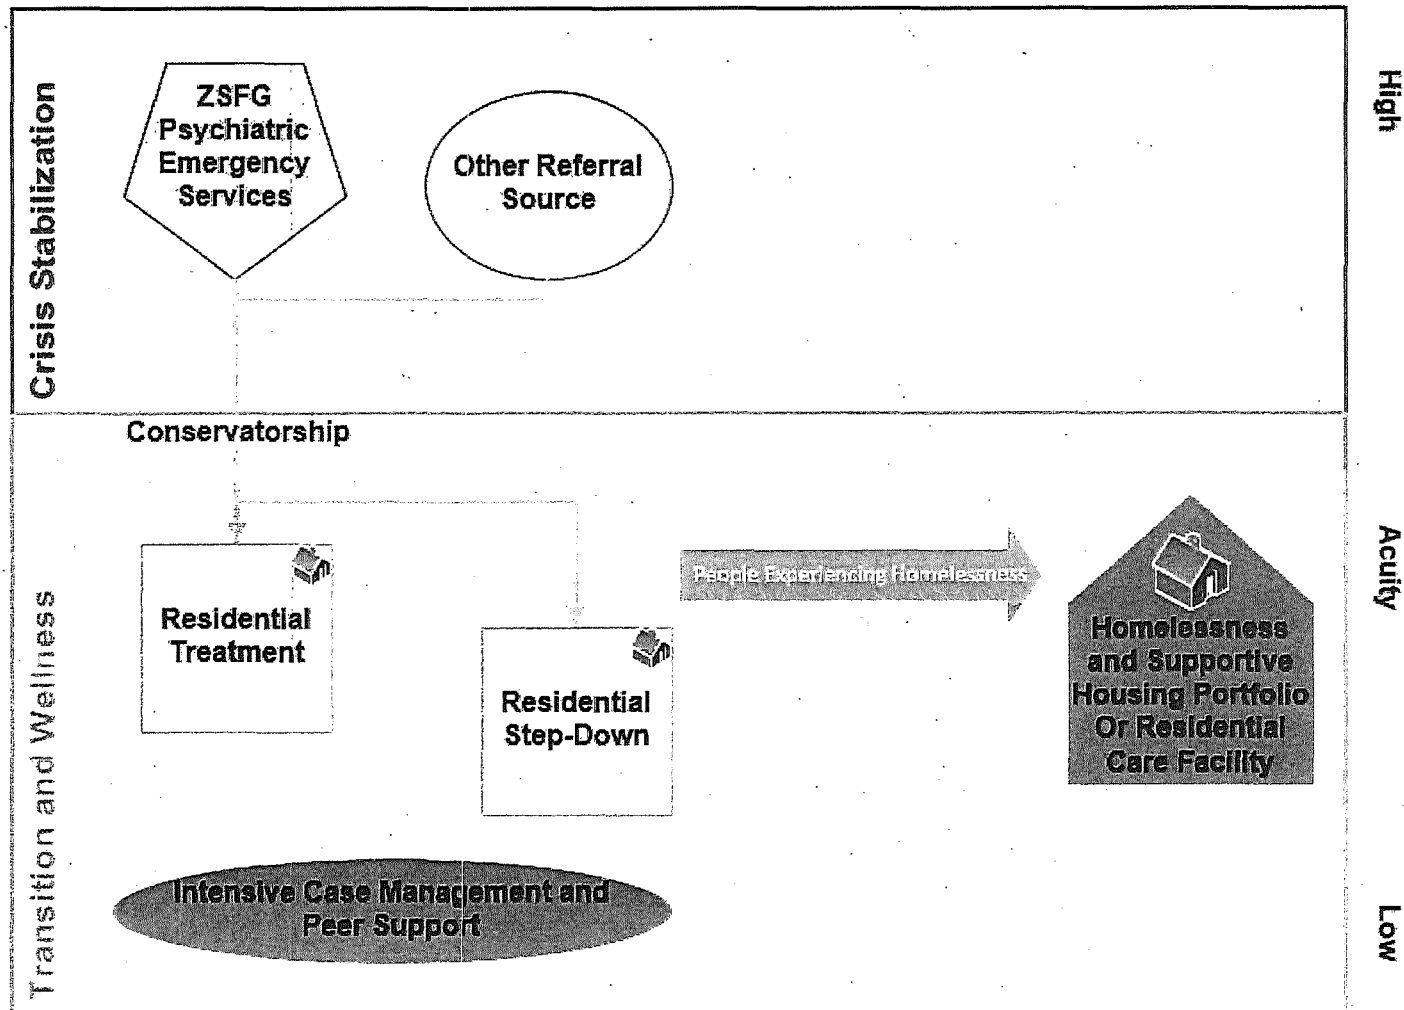 Crisis Stabilization
ZSFG
Psychiatric
Emergency
Services
Other Referral
Source
High
Conservatorship
Transition and Wellness
Residential
Treatment
Residential
Step-Down
People Experiencing Homelessness
Homelessness
and Supportive
Housing Portfolio
Or Residential
Care Facility
Acuity
Intensive Case Management and
Peer Support
Low